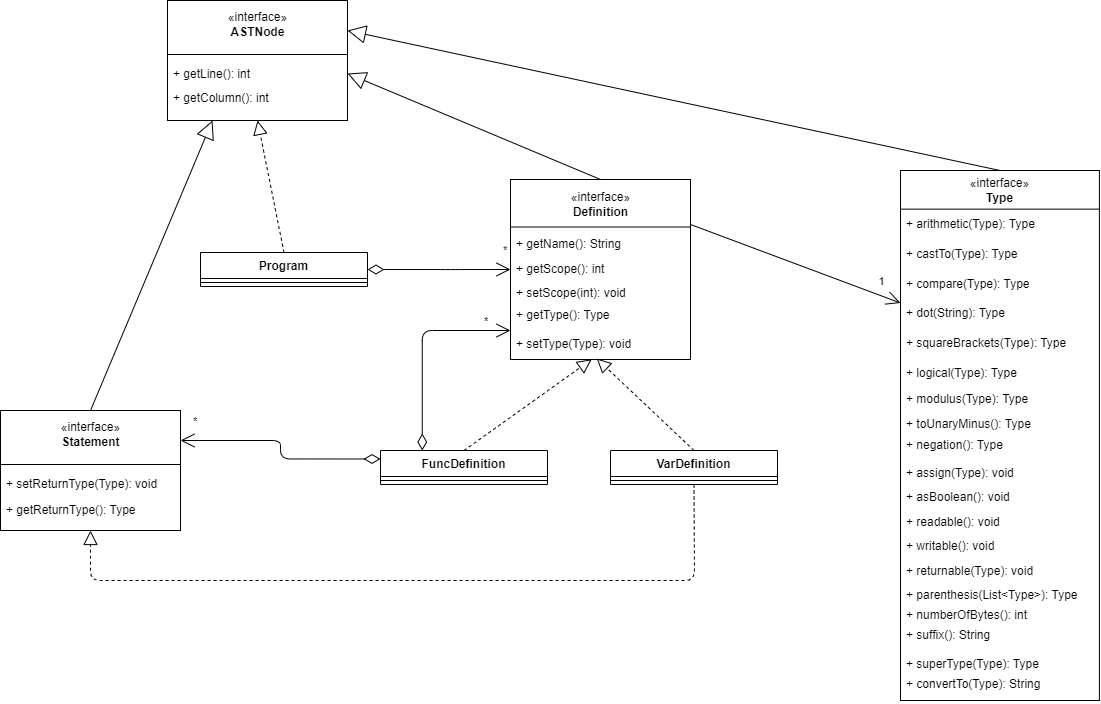 «interface»
ASTNode
+ getLine(): int
+ getColumn(): int
«interface»
Definition
+ getName(): String
+ getScope(): int
+ setScope(int): void
+ getType(): Type
+ setType(Type): void
«interface»
Type
+ arithmetic(Type): Type
+ castTo(Type): Type
+ compare(Type): Type
+ dot(String): Type
+ squareBrackets(Type): Type
+ logical(Type): Type
+ modulus(Type): Type
+ toUnaryMinus(): Type
+ negation(): Type
+ assign(Type): void
+ asBoolean(): void
+ readable(): void
+ writable(): void
+ returnable(Type): void
+ parenthesis(List<Type>): Type
+ numberOfBytes(): int
+ suffix(): String
+ superType(Type): Type
+ convertTo(Type): String
Program
*
1
*
«interface»
Statement
+ setReturnType(Type): void
+ getReturnType(): Type
*
FuncDefinition
VarDefinition